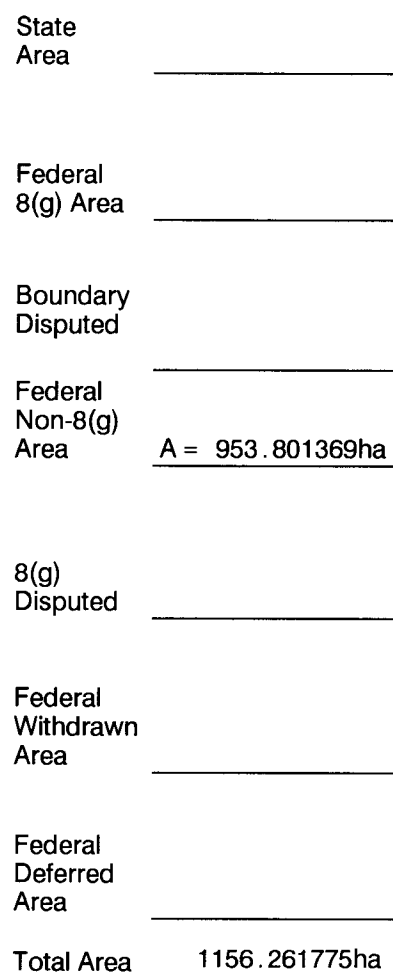 State
Area
Federal
8(g) Area
Boundary
Disputed
Federal
Non-8(g)
Area A = 953.801369ha
8(g)
Disputed
Federal
Withdrawn
Area
Federal
Deferred
Area
Total Area 1156.261775ha